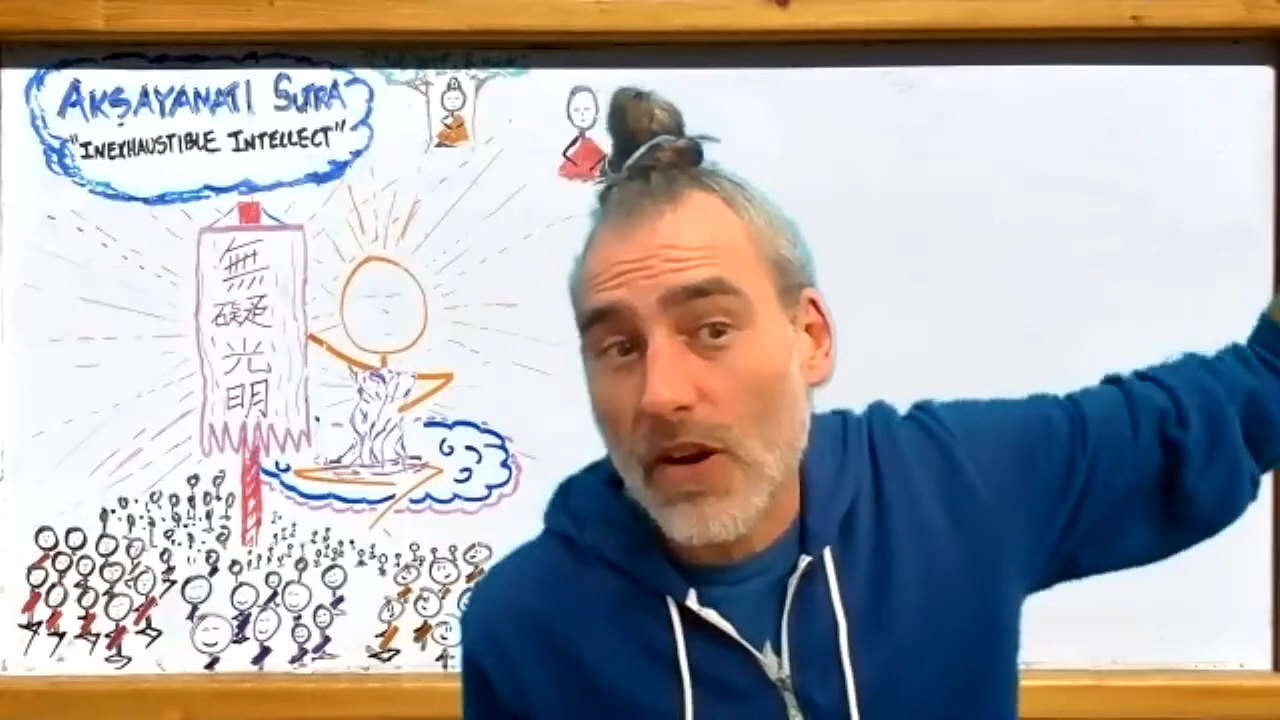 AKṢAYAMATI SUTRA
"INEXHAUSTIBLE INTELLECT"
無
礙
光
明